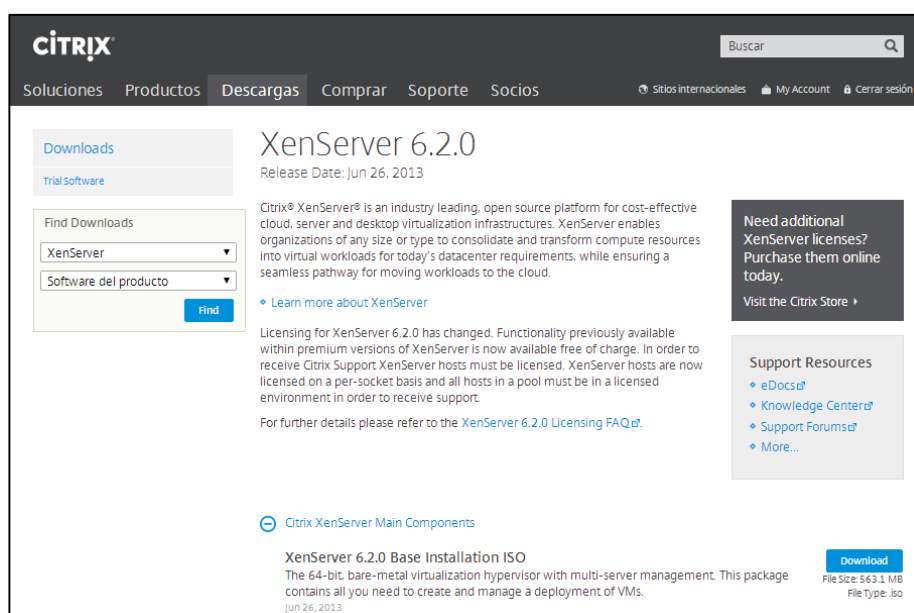 CİTRIX
Buscar
Soluciones Productos Descargas Comprar Soporte Socios
Sitios internacionales My Account Cerrar sesión
Downloads
Trial Software
Find Downloads
XenServer
Software del producto
Find
XenServer 6.2.0
Release Date: Jun 26, 2013
Citrix® XenServer® is an industry leading, open source platform for cost-effective
cloud, server and desktop virtualization infrastructures. XenServer enables
organizations of any size or type to consolidate and transform compute resources
into virtual workloads for today's datacenter requirements, while ensuring a
seamless pathway for moving workloads to the cloud.
Learn more about XenServer
Licensing for XenServer 6.2.0 has changed. Functionality previously available
within premium versions of XenServer is now available free of charge. In order to
receive Citrix Support XenServer hosts must be licensed. XenServer hosts are now
licensed on a per-socket basis and all hosts in a pool must be in a licensed
environment in order to receive support.
For further details please refer to the XenServer 6.2.0 Licensing FAQ.
Need additional
XenServer licenses?
Purchase them online
today.
Visit the Citrix Store
Support Resources
eDocs
Knowledge Center
Support Forums
More...
Citrix XenServer Main Components
XenServer 6.2.0 Base Installation ISO
The 64-bit, bare-metal virtualization hypervisor with multi-server management. This package
contains all you need to create and manage a deployment of VMs.
Jun 26, 2013
Download
File Size: 563.1 MB
File Type: .iso